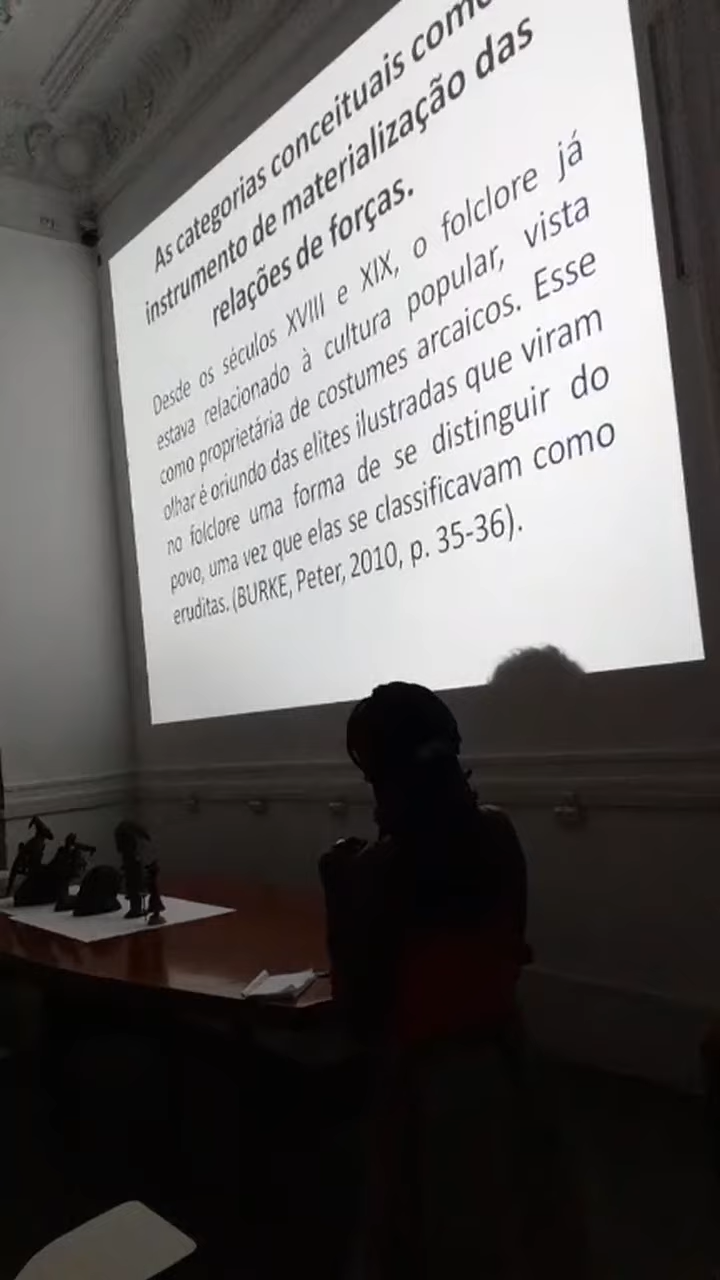 As categorias conceituais como
instrumento de materialização das
relações de forças.
Desde os séculos XVIII e XIX, o folclore já
estava relacionado à cultura popular, vista
como proprietária de costumes arcaicos. Esse
olhar é oriundo das elites ilustradas que viram
no folclore uma forma de se distinguir do
povo, uma vez que elas se classificavam como
eruditas. (BURKE, Peter, 2010, p. 35-36).